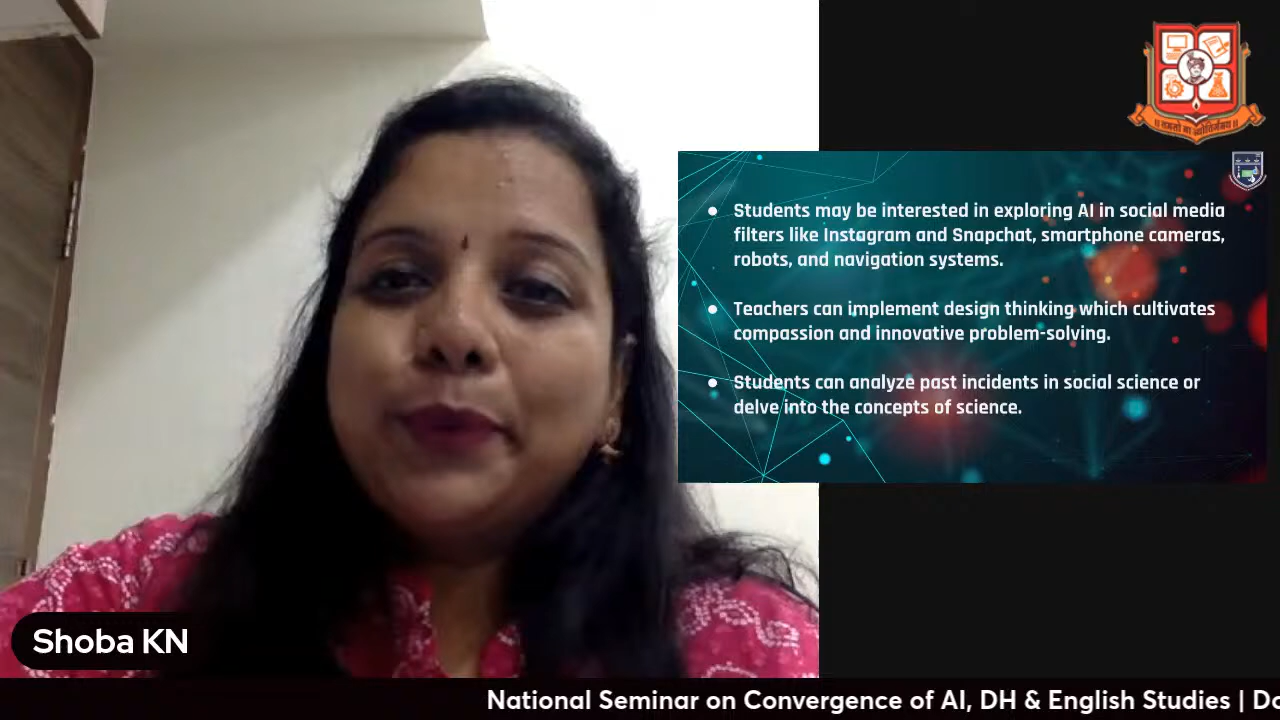 Students may be interested in exploring AI in social media
filters like Instagram and Snapchat, smartphone cameras,
robots, and navigation systems.
Teachers can implement design thinking which cultivates
compassion and innovative problem-solving.
Students can analyze past incidents in social science or
delve into the concepts of science.
Shoba KN
National Seminar on Convergence of AI, DH & English Studies |